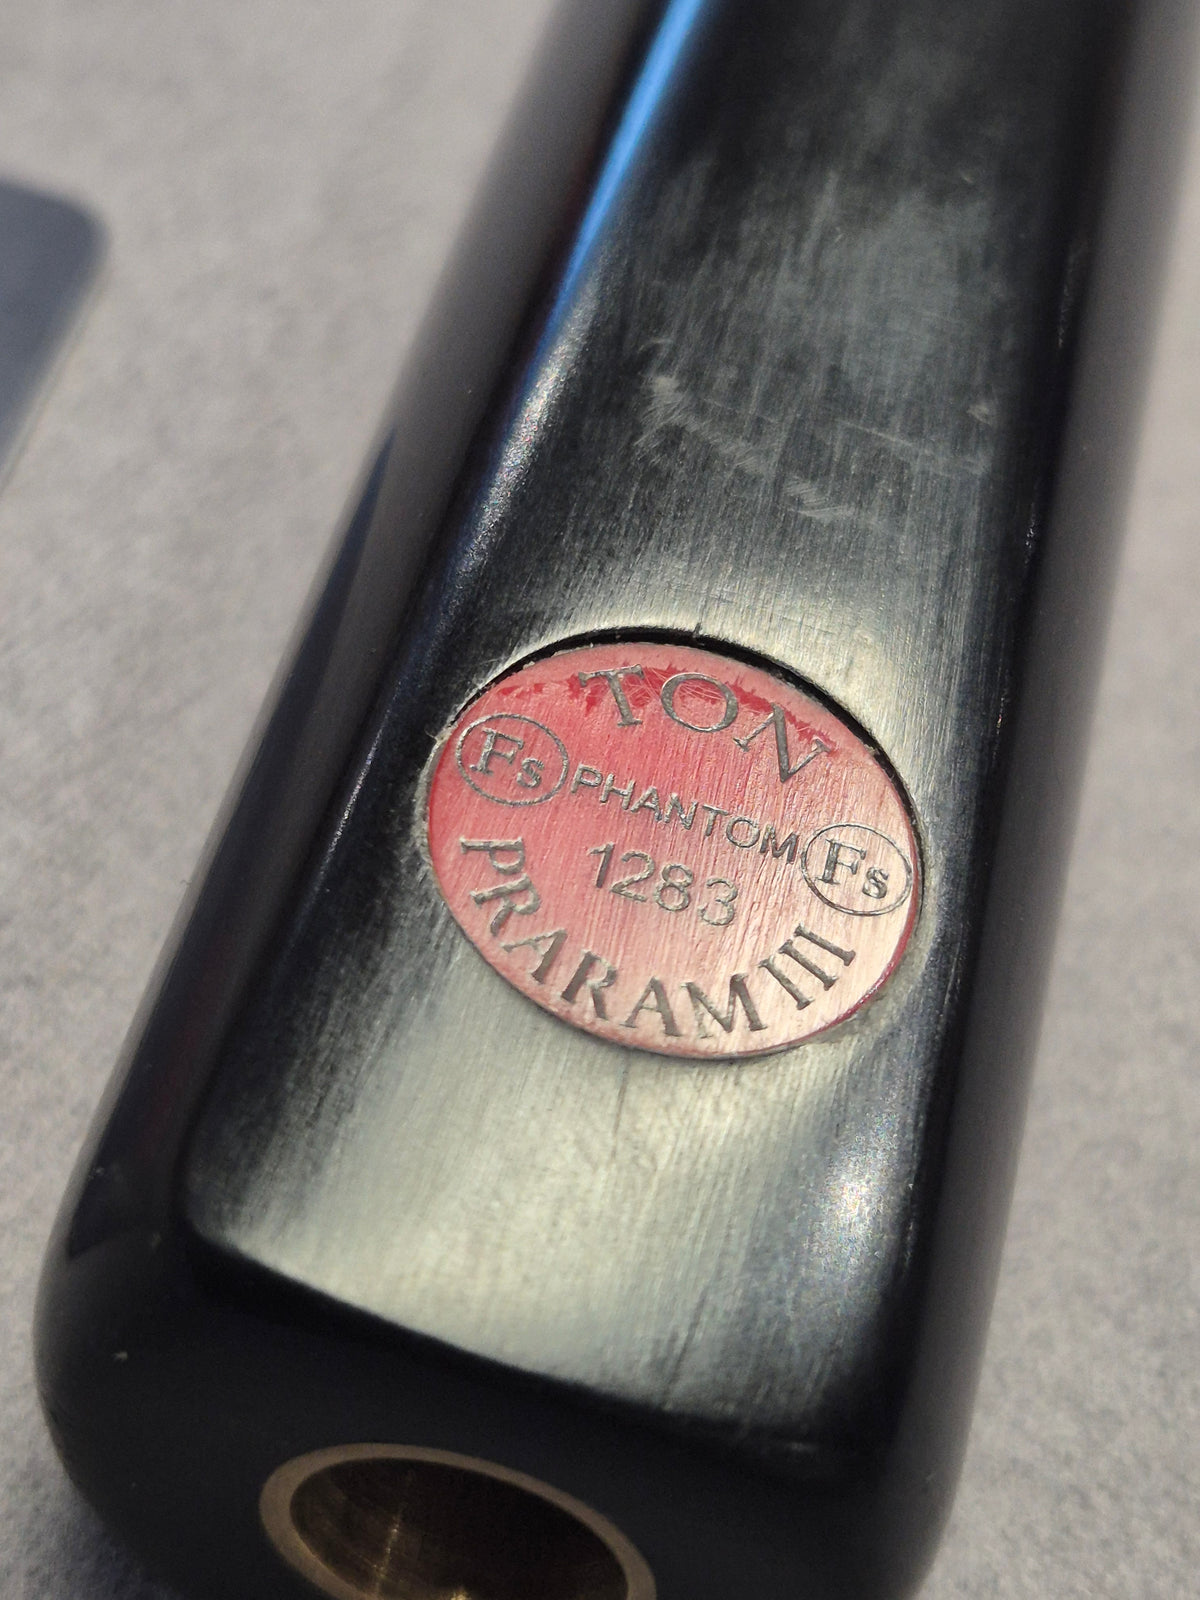 TON
Fs PHANTOM Fs
1283
PRARAM III